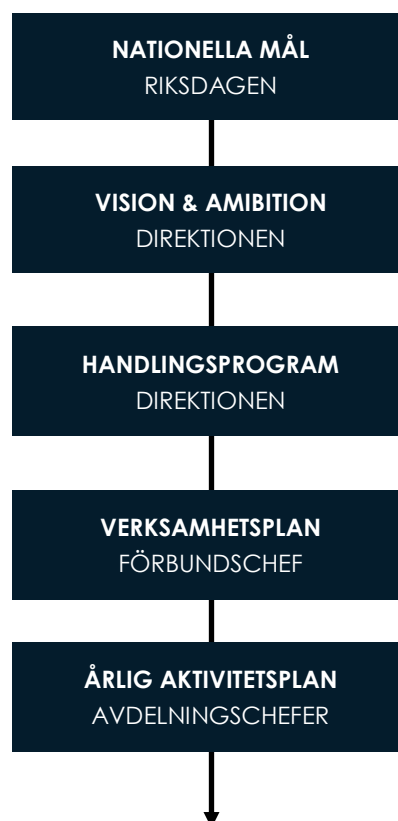 NATIONELLA MÅL
RIKSDAGEN
VISION & AMIBITION
DIREKTIONEN
HANDLINGSPROGRAM
DIREKTIONEN
VERKSAMHETSPLAN
FÖRBUNDSCHEF
ÅRLIG AKTIVITETSPLAN
AVDELNINGSCHEFER